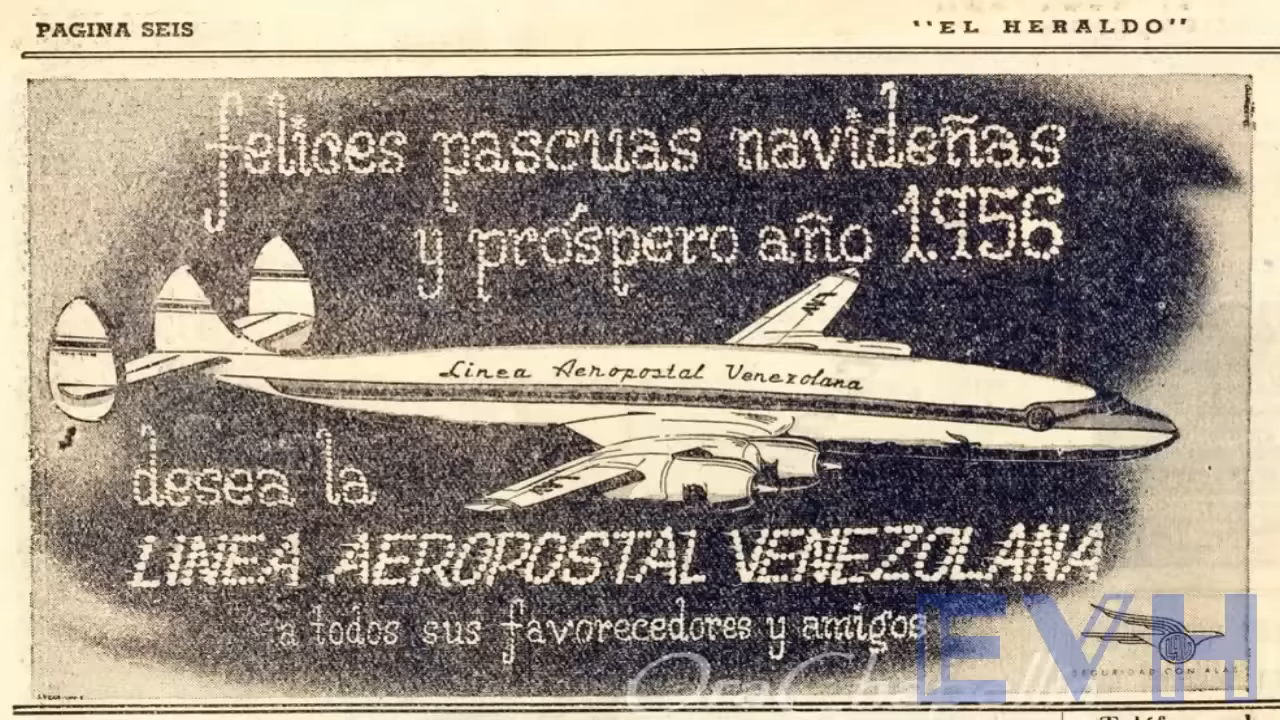 PAGINA SEIS
"EL HERALDO"
felices pascuas navideñas
y próspero año 1.956
Linea Aeropostal Venezolana
desea la
LINEA AEROPOSTAL VENEZOLANA
a todos sus favorecedores y amigos
EVH
LAV
SEGURIDAD CON ALAS